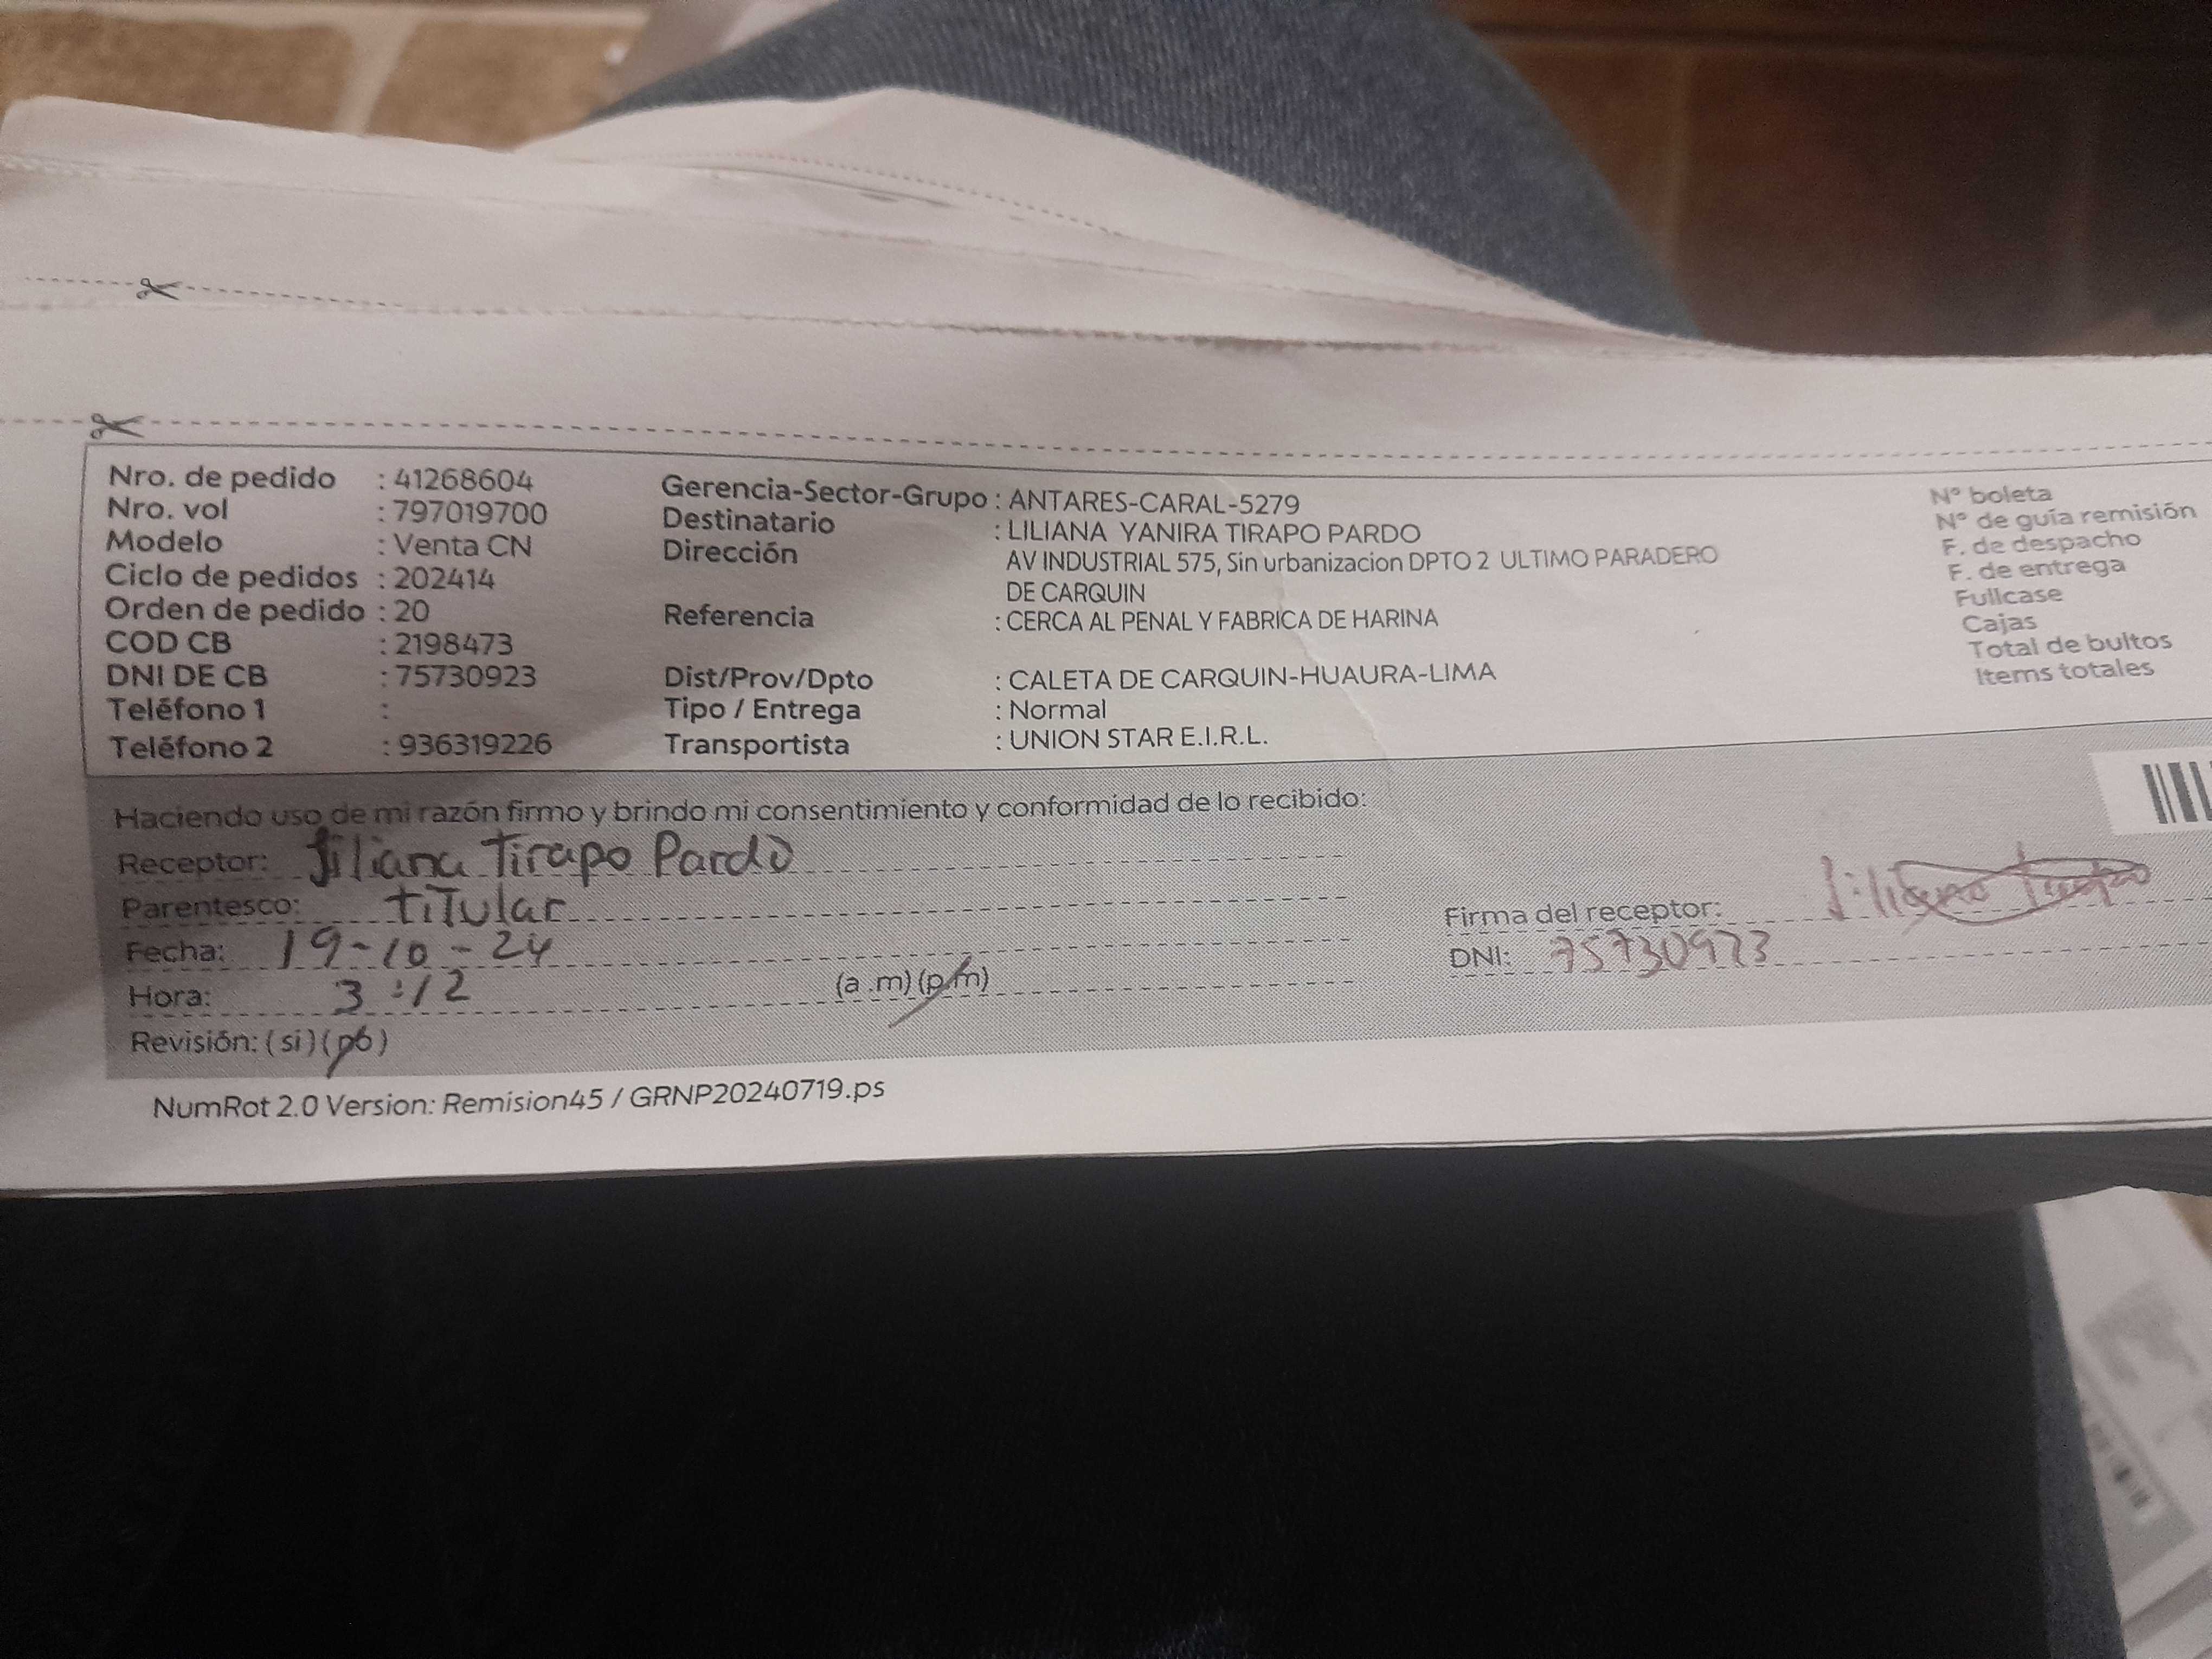 Nro. de pedido : 41268604
Nro. vol : 797019700
Modelo : Venta CN
Ciclo de pedidos : 202414
Orden de pedido : 20
COD CB : 2198473
DNI DE CB : 75730923
Teléfono 1 :
Teléfono 2 : 936319226
Gerencia-Sector-Grupo : ANTARES-CARAL-5279
Destinatario : LILIANA YANIRA TIRAPO PARDO
Dirección AV INDUSTRIAL 575, Sin urbanizacion DPTO 2 ULTIMO PARADERO
DE CARQUIN
Referencia : CERCA AL PENAL Y FABRICA DE HARINA
Dist/Prov/Dpto : CALETA DE CARQUIN-HUAURA-LIMA
Tipo / Entrega : Normal
Transportista : UNION STAR E.I.R.L.
N° boleta
N° de guía remisión
F. de despacho
F. de entrega
Fullcase
Cajas
Total de bultos
Items totales
Haciendo uso de mi razón firmo y brindo mi consentimiento y conformidad de lo recibido:
Receptor: Liliana Tirapo Pardo
Parentesco: titular
Fecha: 19-10-24
Hora: 3:12 (a.m) (p.m)
Revisión: (si) (no)
Firma del receptor: Liliana Tirapo
DNI: 75730923
NumRot 2.0 Version: Remision45 / GRNP20240719.ps